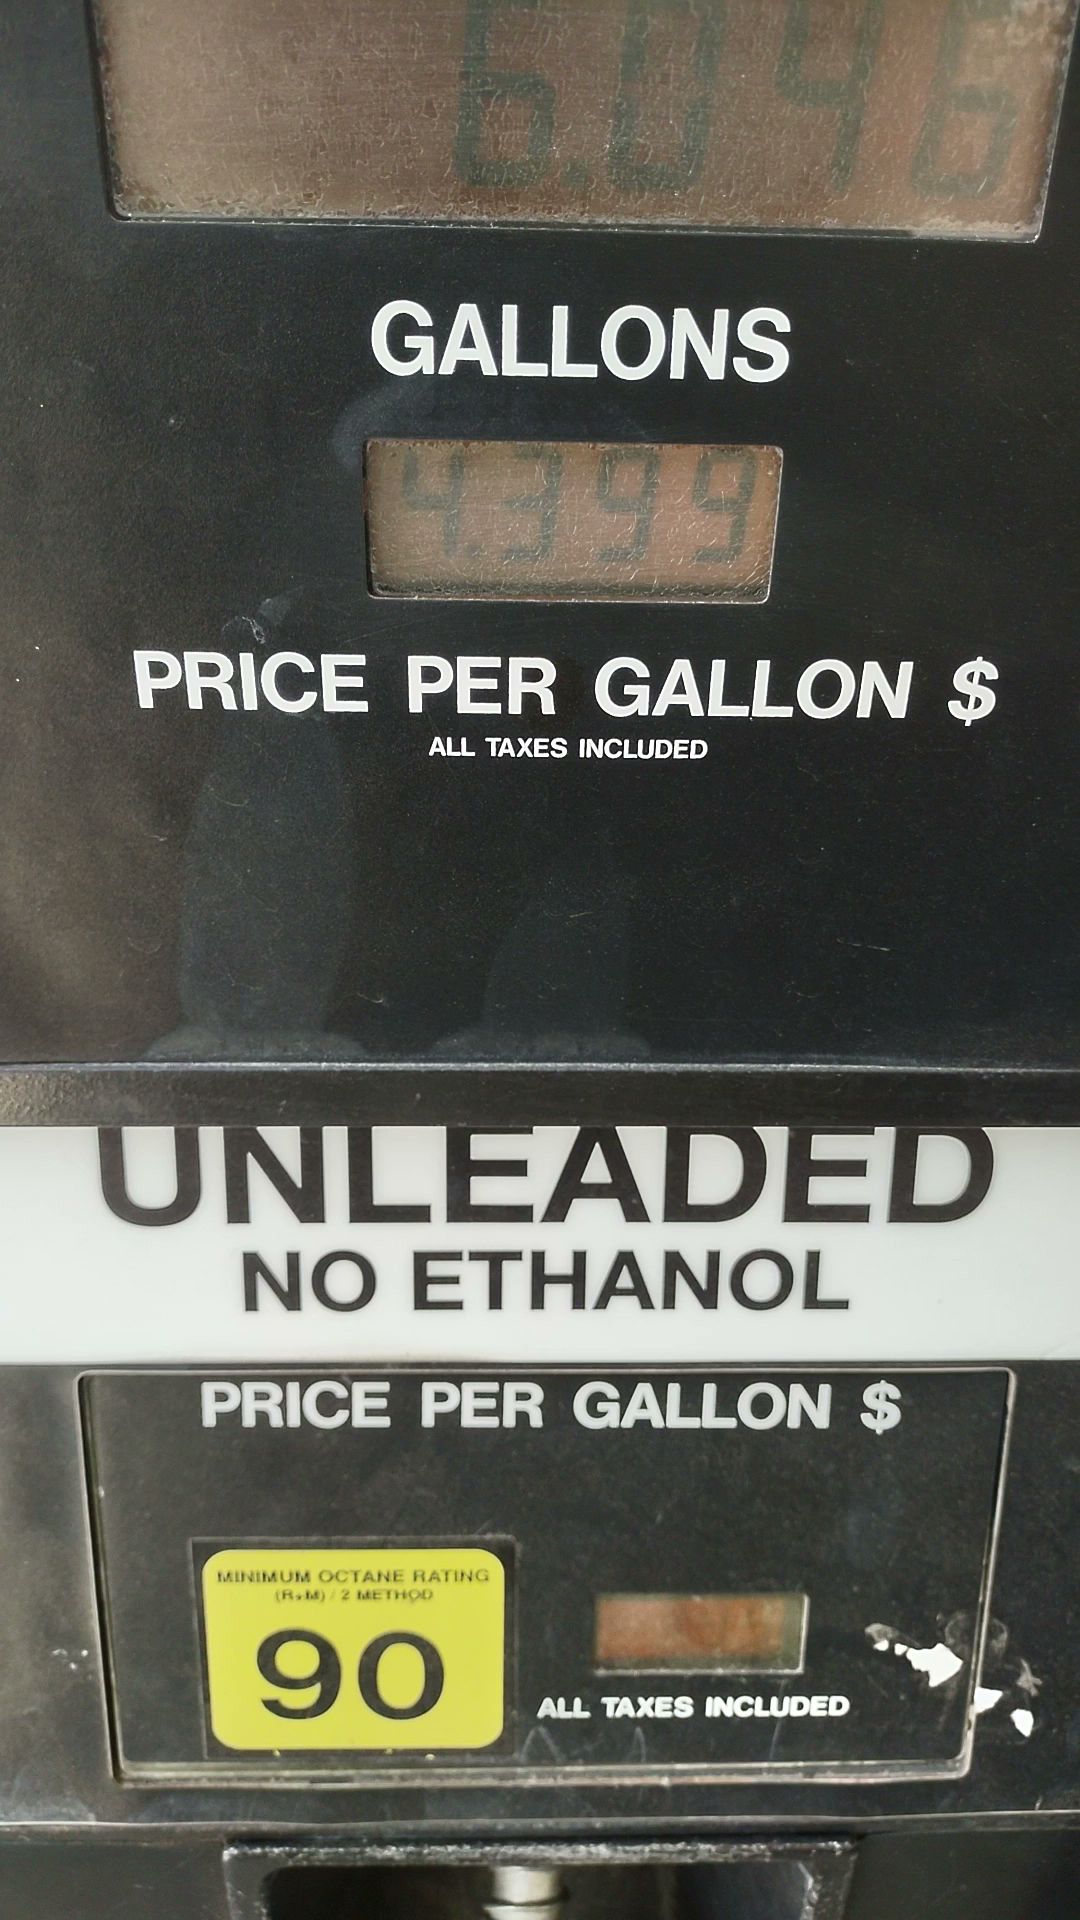 6.046
GALLONS
4.399
PRICE PER GALLON $
ALL TAXES INCLUDED
UNLEADED
NO ETHANOL
PRICE PER GALLON $
MINIMUM OCTANE RATING
(R+M) / 2 METHOD
90
ALL TAXES INCLUDED